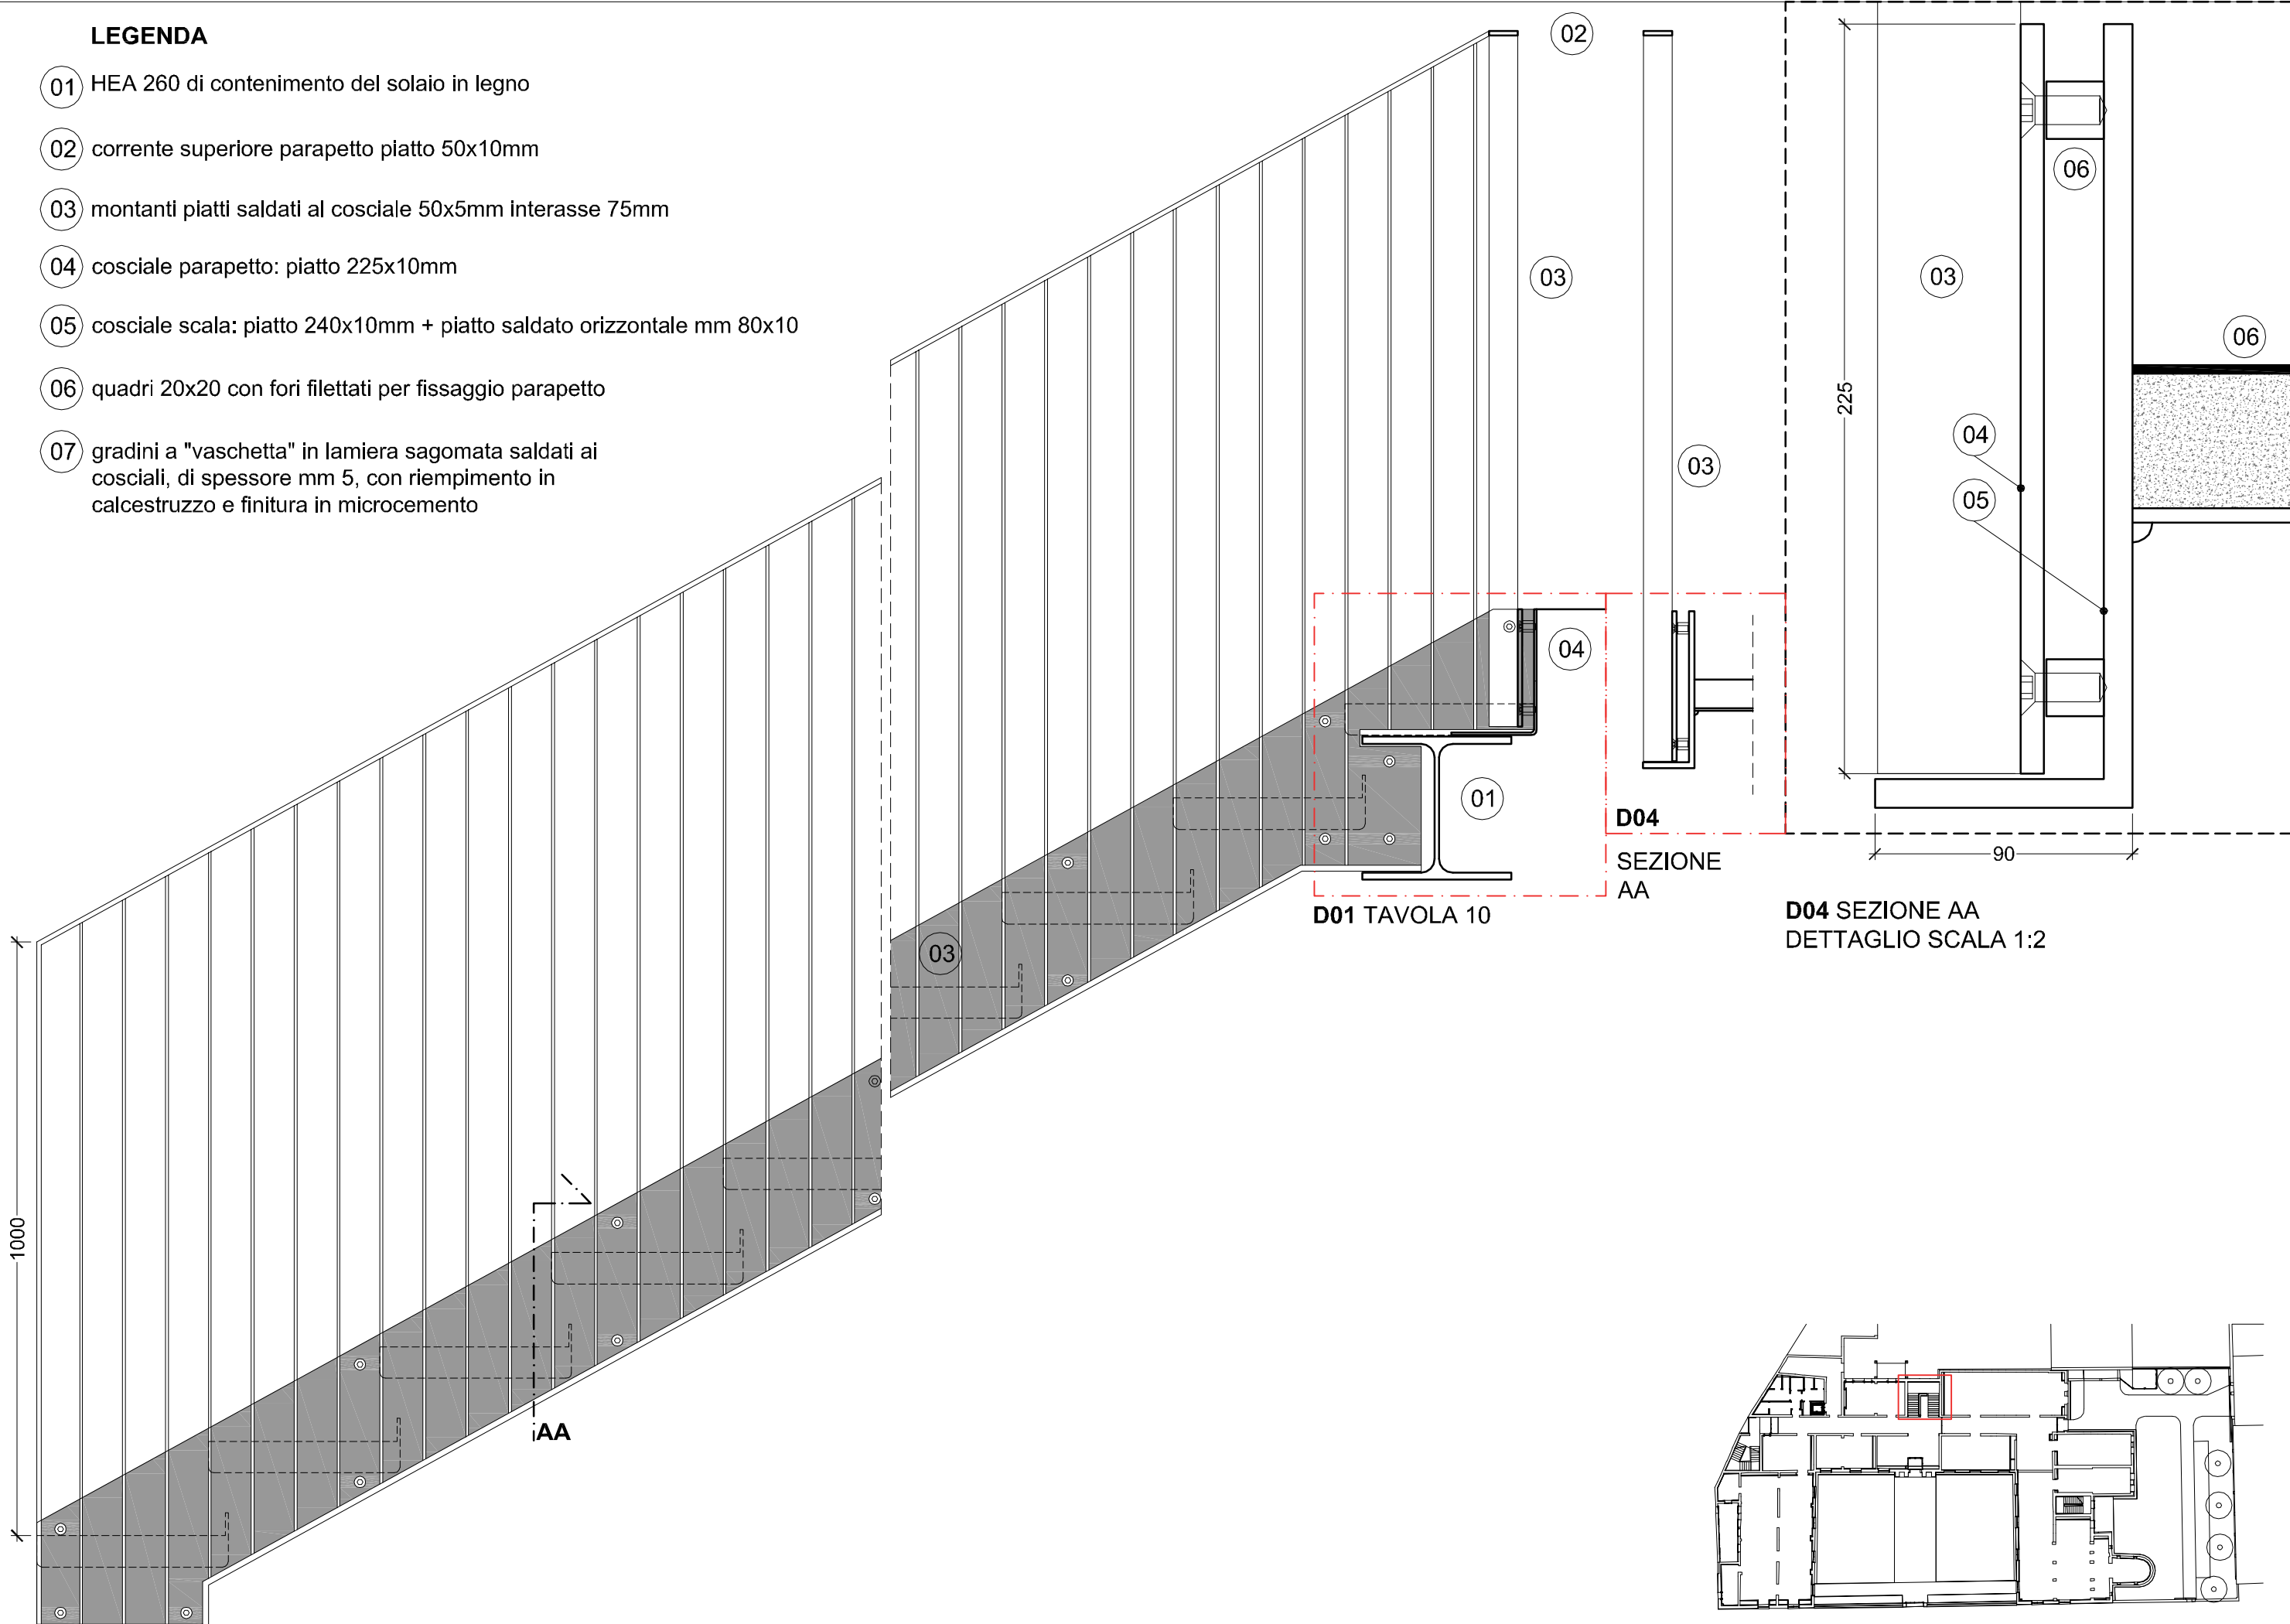 LEGENDA
01 HEA 260 di contenimento del solaio in legno
02 corrente superiore parapetto piatto 50x10mm
03 montanti piatti saldati al cosciale 50x5mm interasse 75mm
04 cosciale parapetto: piatto 225x10mm
05 cosciale scala: piatto 240x10mm + piatto saldato orizzontale mm 80x10
06 quadri 20x20 con fori filettati per fissaggio parapetto
07 gradini a "vaschetta" in lamiera sagomata saldati ai
cosciali, di spessore mm 5, con riempimento in
calcestruzzo e finitura in microcemento
02
03
03
04
01
03
1000
AA
D01 TAVOLA 10
D04
SEZIONE
AA
06
03
06
225
04
05
90
D04 SEZIONE AA
DETTAGLIO SCALA 1:2